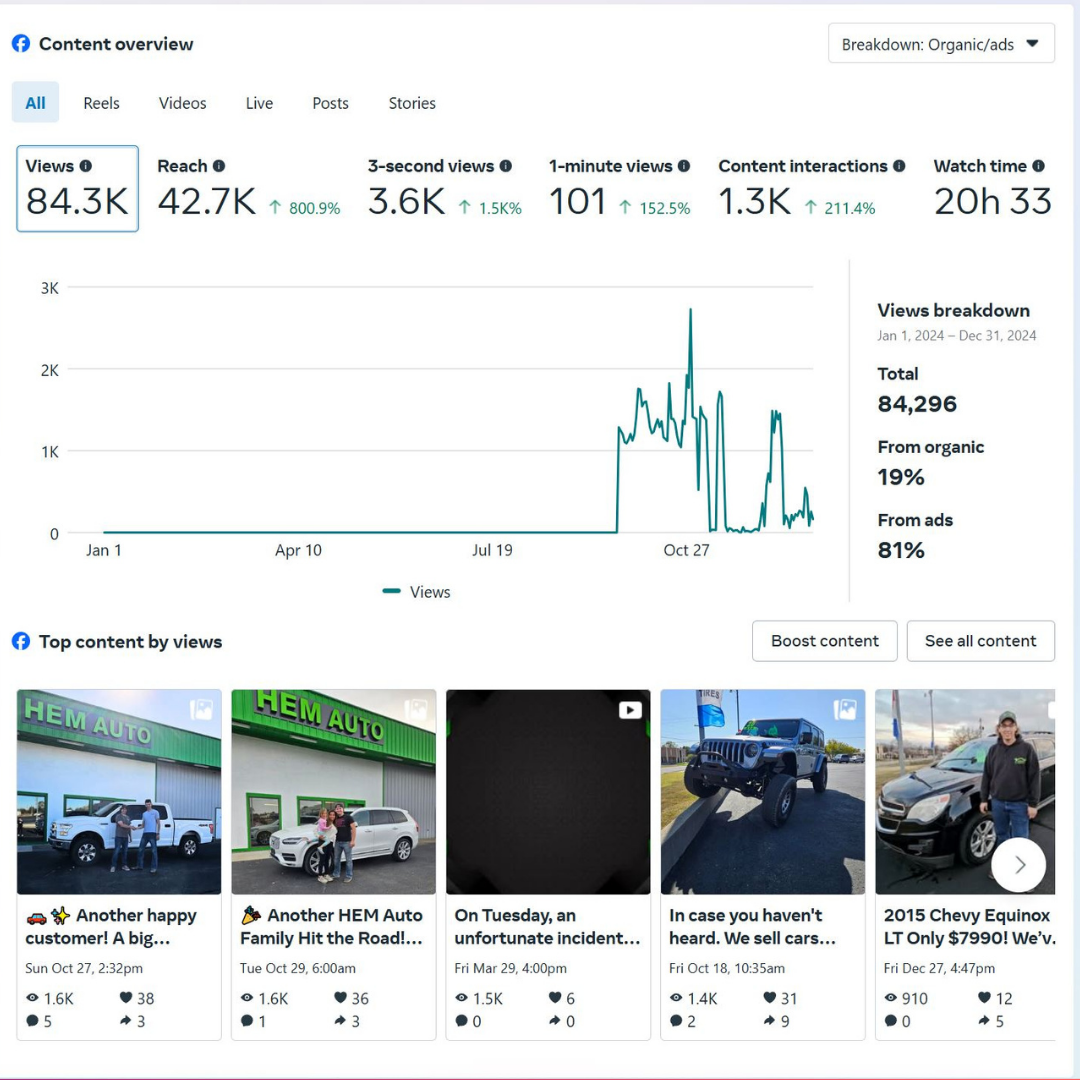 Content overview
Breakdown: Organic/ads
All Reels Videos Live Posts Stories
Views Reach 3-second views 1-minute views Content interactions Watch time
84.3K 42.7K ↑ 800.9% 3.6K ↑ 1.5K% 101 ↑ 152.5% 1.3K ↑ 211.4% 20h 33
3K
2K
1K
0
Jan 1 Apr 10 Jul 19 Oct 27
Views
Views breakdown
Jan 1, 2024 – Dec 31, 2024
Total
84,296
From organic
19%
From ads
81%
Top content by views
Boost content
See all content
HEM AUTO
🚗✨ Another happy
customer! A big...
Sun Oct 27, 2:32pm
1.6K 38
5 3
HEM AUTO
🎉 Another HEM Auto
Family Hit the Road!...
Tue Oct 29, 6:00am
1.6K 36
1 3
On Tuesday, an
unfortunate incident...
Fri Mar 29, 4:00pm
1.5K 6
0 0
In case you haven't
heard. We sell cars...
Fri Oct 18, 10:35am
1.4K 31
2 9
2015 Chevy Equinox
LT Only $7990! We’v.
Fri Dec 27, 4:47pm
910 12
0 5